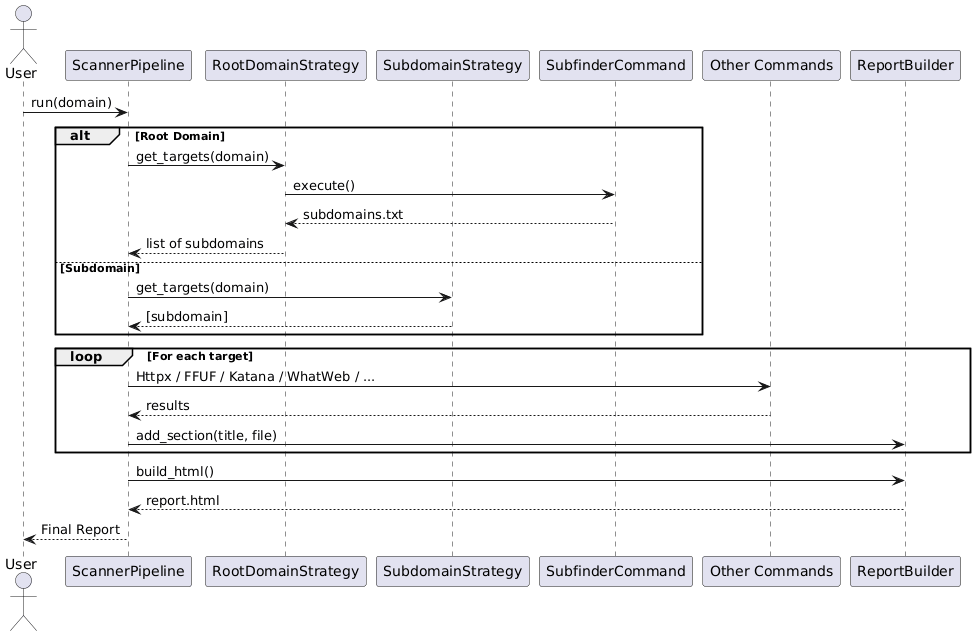 User
ScannerPipeline
RootDomainStrategy
SubdomainStrategy
SubfinderCommand
Other Commands
ReportBuilder
run(domain)
alt
[Root Domain]
get_targets(domain)
execute()
subdomains.txt
list of subdomains
[Subdomain]
get_targets(domain)
[subdomain]
loop
[For each target]
Httpx / FFUF / Katana / WhatWeb / ...
results
add_section(title, file)
build_html()
report.html
Final Report
User
ScannerPipeline
RootDomainStrategy
SubdomainStrategy
SubfinderCommand
Other Commands
ReportBuilder